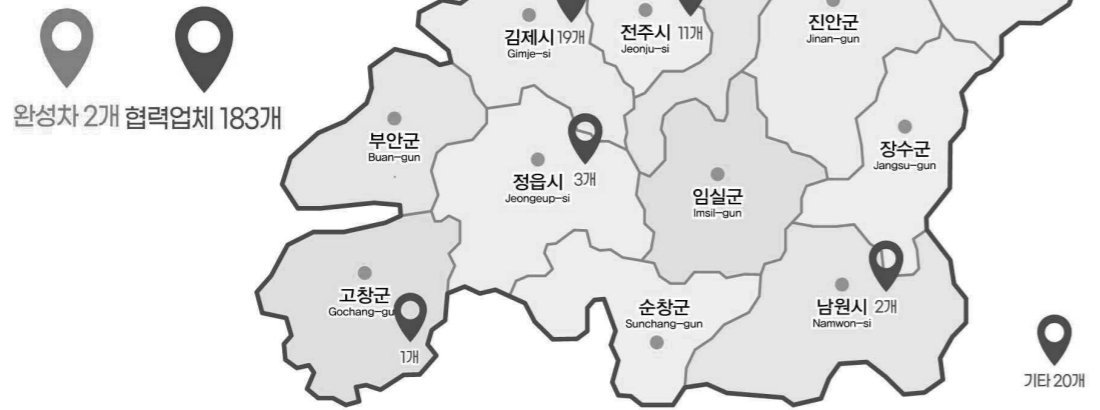 김제시 19개
Gimje-si
전주시 11개
Jeonju-si
진안군
Jinan-gun
완성차 2개 협력업체 183개
부안군
Buan-gun
장수군
Jangsu-gun
정읍시 3개
Jeongeup-si
임실군
Imsil-gun
고창군
Gochang-gu
1개
순창군
Sunchang-gun
남원시 2개
Namwon-si
기타 20개